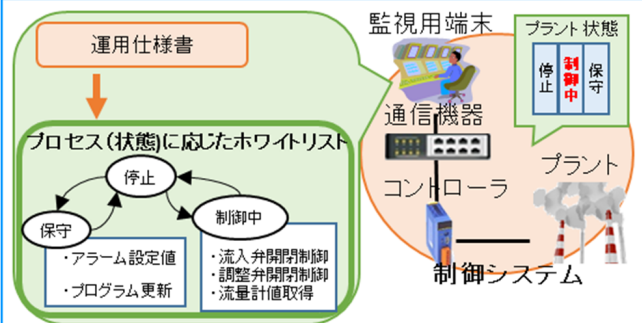 運用仕様書
プロセス(状態)に応じたホワイトリスト
停止
保守
制御中
・アラーム設定値
・プログラム更新
・流入弁開閉制御
・調整弁開閉制御
・流量計値取得
監視用端末
通信機器
コントローラ
プラント
制御システム
プラント状態
停止
制御中
保守